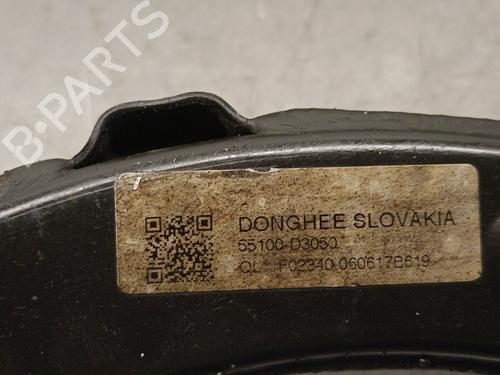 B-PARTS
DONGHEE SLOVAKIA
55100-D3050
QL F02340 060617B619